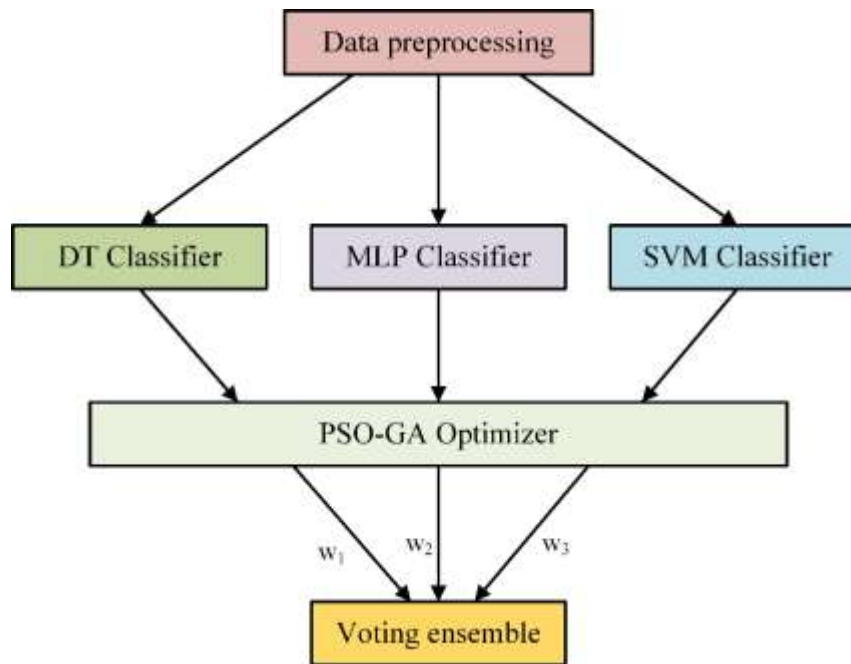 Data preprocessing
DT Classifier
MLP Classifier
SVM Classifier
PSO-GA Optimizer
w₁
w₂
w₃
Voting ensemble